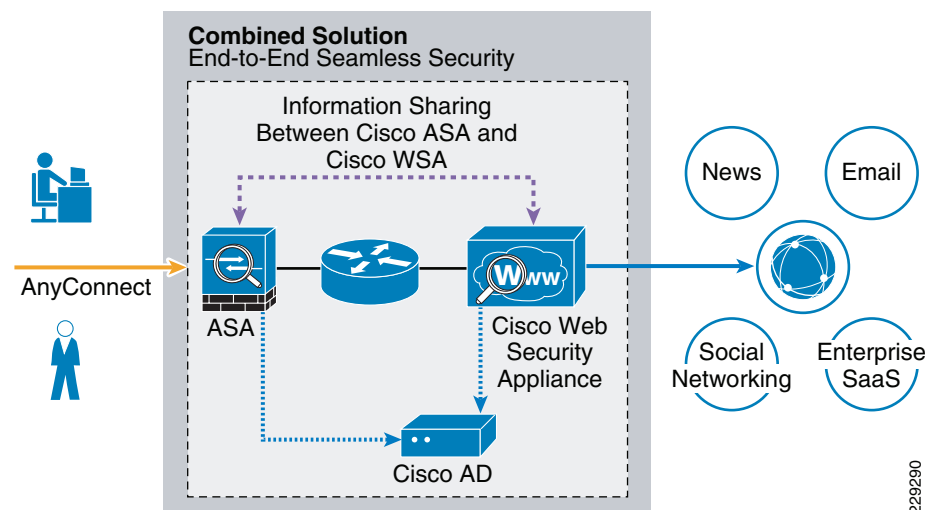 Combined Solution
End-to-End Seamless Security
Information Sharing
Between Cisco ASA and
Cisco WSA
News
Email
AnyConnect
ASA
Www
Cisco Web
Security
Appliance
Social
Networking
Enterprise
SaaS
Cisco AD
229290